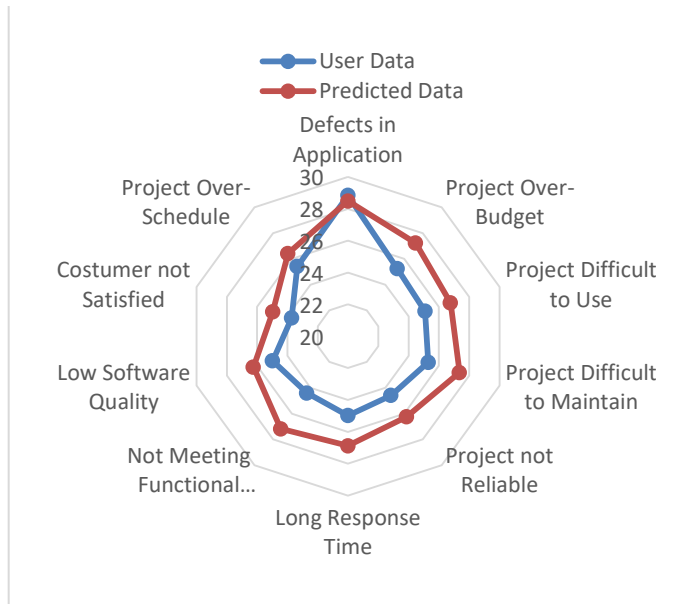 User Data
Predicted Data
Defects in
Application
30
28
26
24
22
20
Project Over-
Budget
Project Difficult
to Use
Project Difficult
to Maintain
Project not
Reliable
Long Response
Time
Not Meeting
Functional...
Low Software
Quality
Costumer not
Satisfied
Project Over-
Schedule